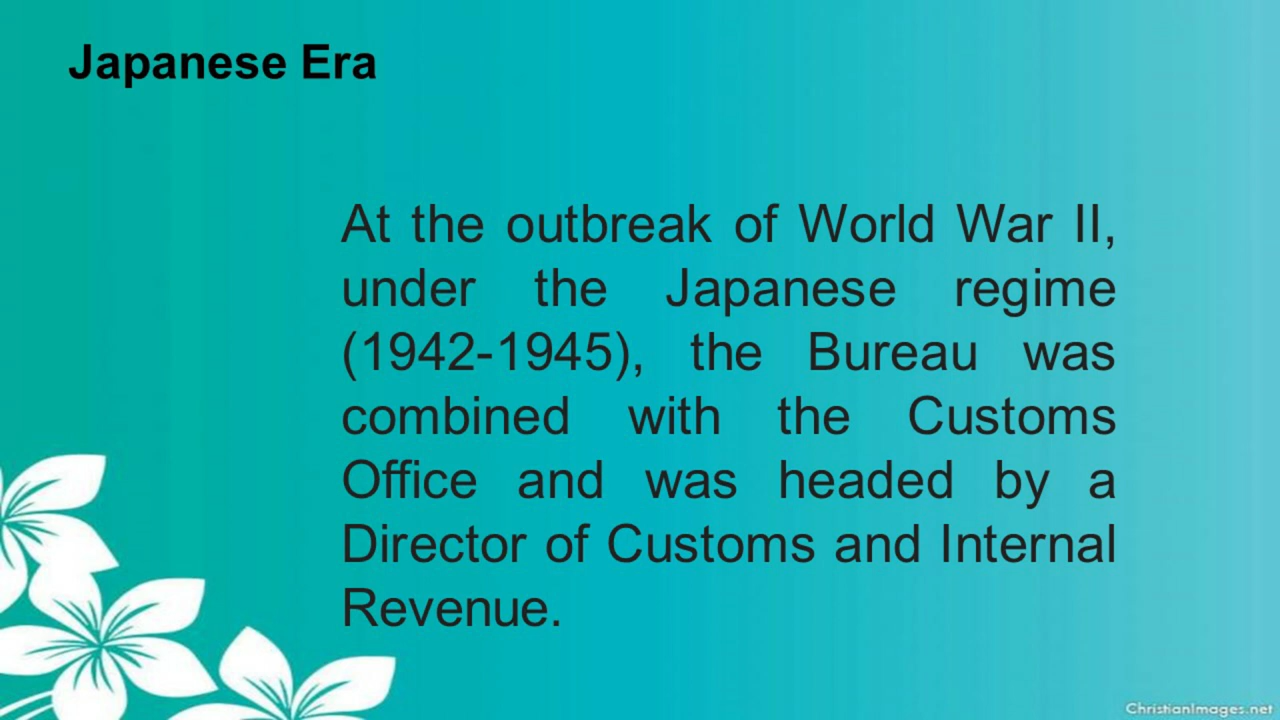 Japanese Era
At the outbreak of World War II,
under the Japanese regime
(1942-1945), the Bureau was
combined with the Customs
Office and was headed by a
Director of Customs and Internal
Revenue.
ChristianImages.net